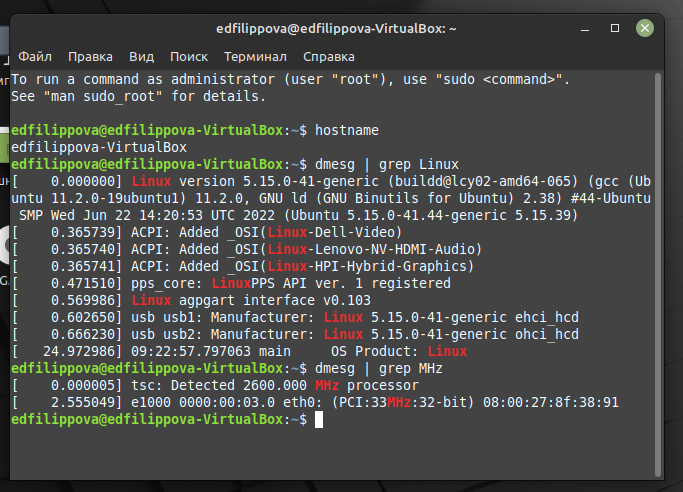 edfilippova@edfilippova-VirtualBox: ~
Файл Правка Вид Поиск Терминал Справка
To run a command as administrator (user "root"), use "sudo <command>".
See "man sudo_root" for details.
edfilippova@edfilippova-VirtualBox:~$ hostname
edfilippova-VirtualBox
edfilippova@edfilippova-VirtualBox:~$ dmesg | grep Linux
[    0.000000] Linux version 5.15.0-41-generic (buildd@lcy02-amd64-065) (gcc (Ub
untu 11.2.0-19ubuntu1) 11.2.0, GNU ld (GNU Binutils for Ubuntu) 2.38) #44-Ubuntu
 SMP Wed Jun 22 14:20:53 UTC 2022 (Ubuntu 5.15.0-41.44-generic 5.15.39)
[    0.365739] ACPI: Added _OSI(Linux-Dell-Video)
[    0.365740] ACPI: Added _OSI(Linux-Lenovo-NV-HDMI-Audio)
[    0.365741] ACPI: Added _OSI(Linux-HPI-Hybrid-Graphics)
[    0.471510] pps_core: LinuxPPS API ver. 1 registered
[    0.569986] Linux agpgart interface v0.103
[    0.602650] usb usb1: Manufacturer: Linux 5.15.0-41-generic ehci_hcd
[    0.666230] usb usb2: Manufacturer: Linux 5.15.0-41-generic ohci_hcd
[   24.972986] 09:22:57.797063 main     OS Product: Linux
edfilippova@edfilippova-VirtualBox:~$ dmesg | grep MHz
[    0.000005] tsc: Detected 2600.000 MHz processor
[    2.555049] e1000 0000:00:03.0 eth0: (PCI:33MHz:32-bit) 08:00:27:8f:38:91
edfilippova@edfilippova-VirtualBox:~$